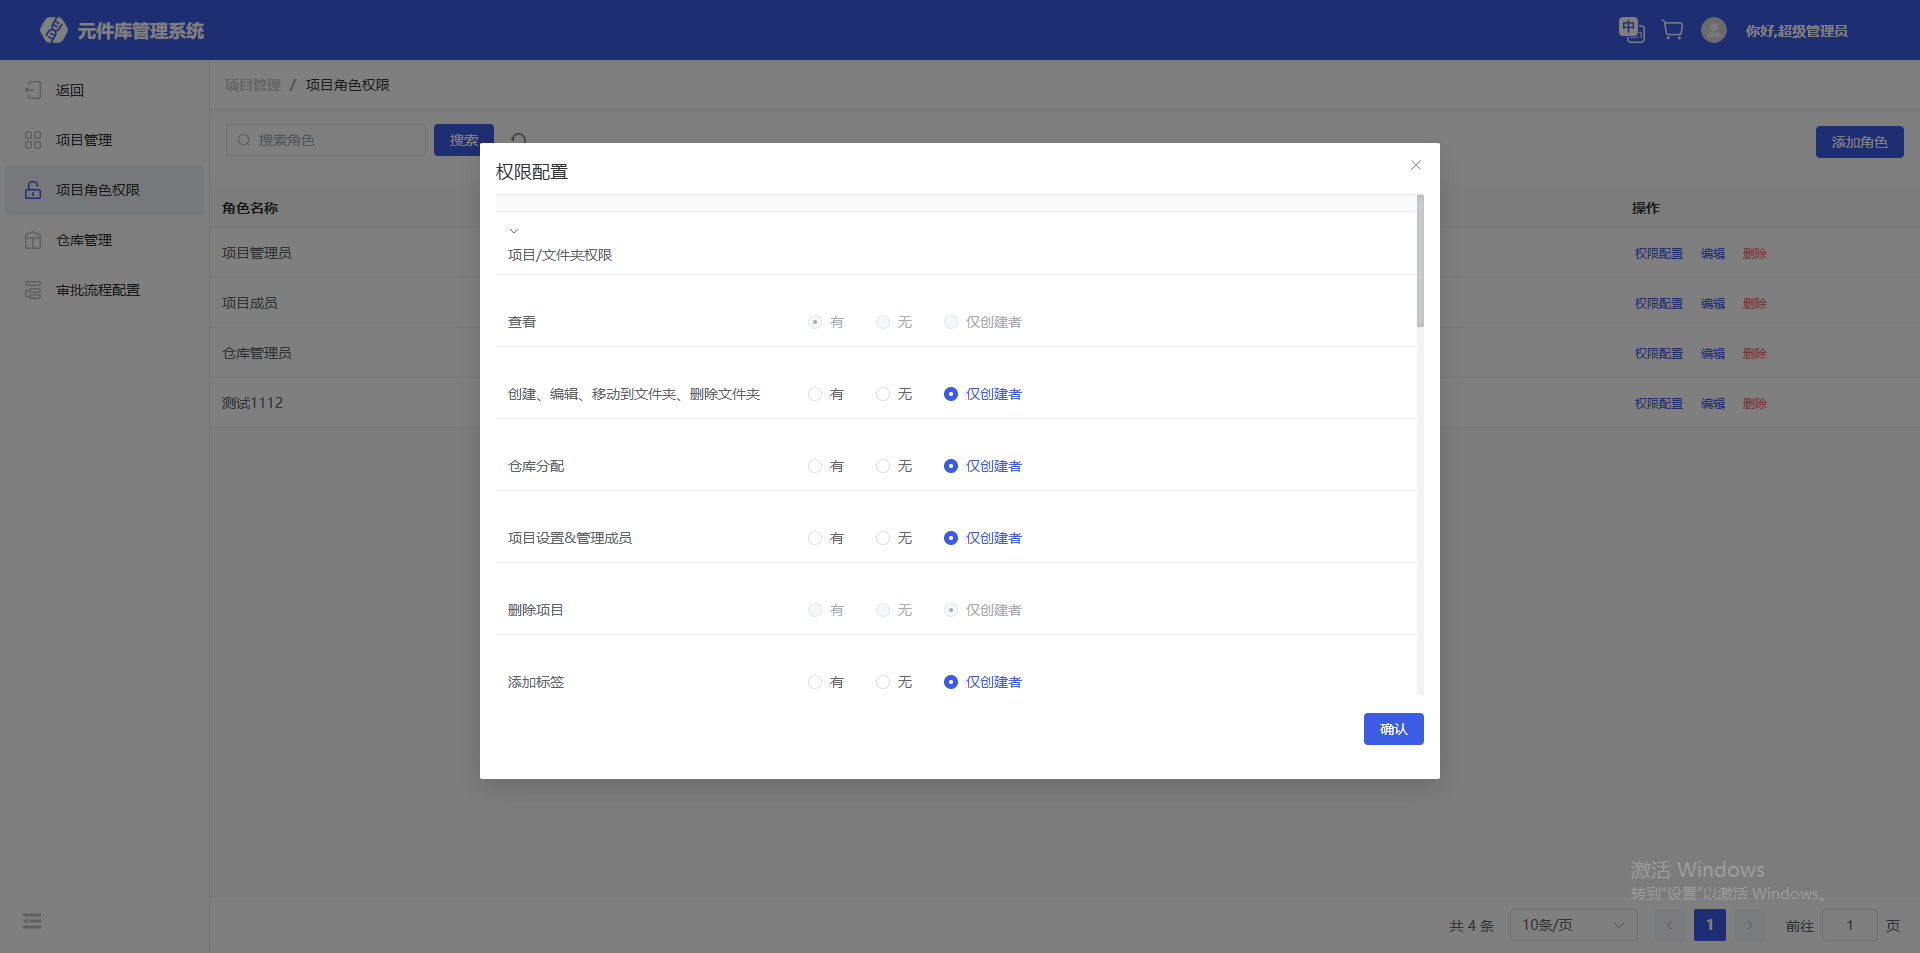 元件库管理系统
中
你好,超级管理员
返回
项目管理
项目角色权限
仓库管理
审批流程配置
项目管理 / 项目角色权限
搜索角色
搜索
添加角色
角色名称
操作
项目管理员
权限配置 编辑 删除
项目成员
权限配置 编辑 删除
仓库管理员
权限配置 编辑 删除
测试1112
权限配置 编辑 删除
权限配置
项目/文件夹权限
查看 有 无 仅创建者
创建、编辑、移动到文件夹、删除文件夹 有 无 仅创建者
仓库分配 有 无 仅创建者
项目设置&管理成员 有 无 仅创建者
删除项目 有 无 仅创建者
添加标签 有 无 仅创建者
确认
激活 Windows
转到"设置"以激活 Windows。
共 4 条 10条/页 1 前往 1 页